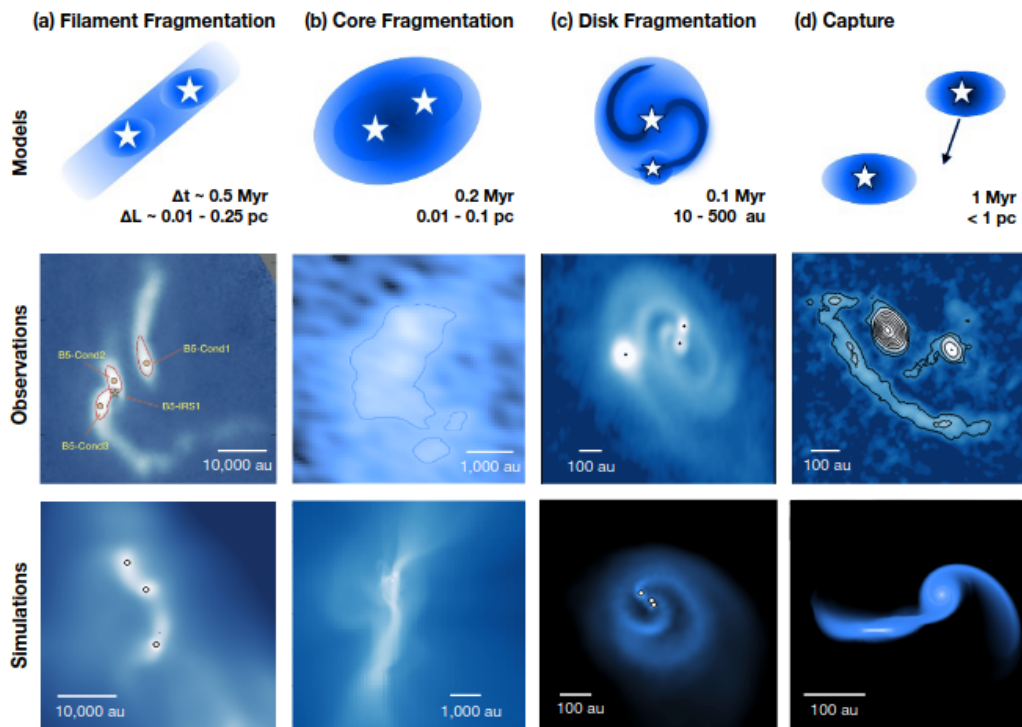 (a) Filament Fragmentation
(b) Core Fragmentation
(c) Disk Fragmentation
(d) Capture
Models
Δt ~ 0.5 Myr
ΔL ~ 0.01 - 0.25 pc
0.2 Myr
0.01 - 0.1 pc
0.1 Myr
10 - 500 au
1 Myr
< 1 pc
Observations
B5-Cond1
B5-Cond2
B5-IRS1
B5-Cond3
10,000 au
1,000 au
100 au
100 au
Simulations
10,000 au
1,000 au
100 au
100 au